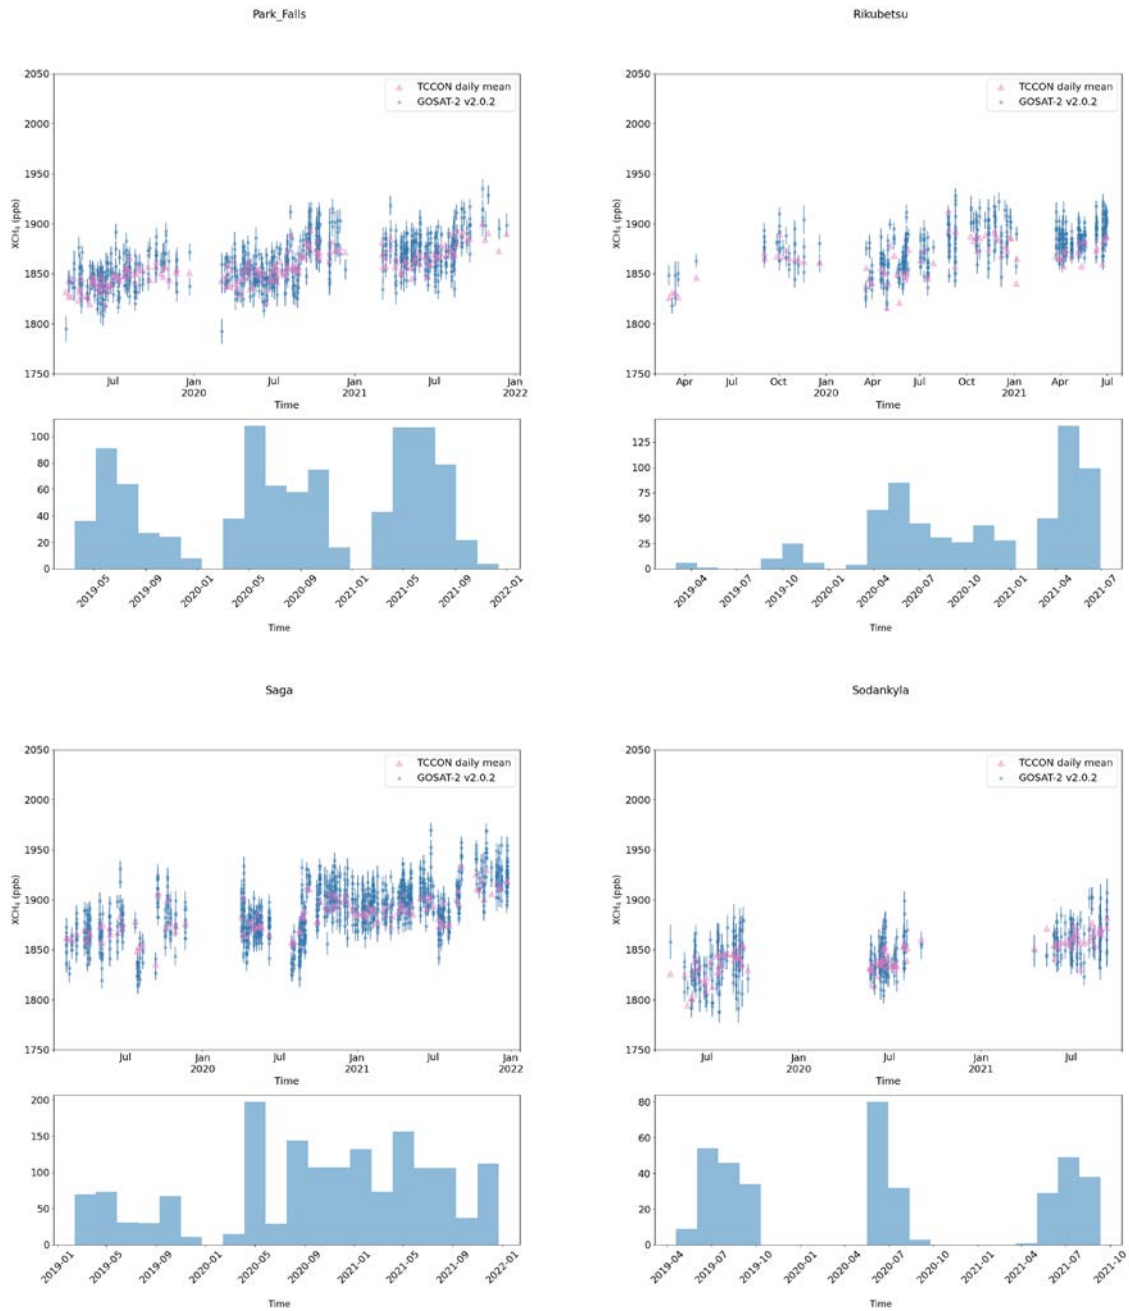 Park_Falls
2050
2000
1950
1900
1850
1800
1750
XCH₄ (ppb)
TCCON daily mean
GOSAT-2 v2.0.2
Jul
Jan
2020
Jul
Jan
2021
Jul
Jan
2022
Time
100
80
60
40
20
0
2019-05
2019-09
2020-01
2020-05
2020-09
2021-01
2021-05
2021-09
2022-01
Time
Rikubetsu
2050
2000
1950
1900
1850
1800
1750
XCH₄ (ppb)
TCCON daily mean
GOSAT-2 v2.0.2
Apr
Jul
Oct
Jan
2020
Apr
Jul
Oct
Jan
2021
Apr
Jul
Time
125
100
75
50
25
0
2019-04
2019-07
2019-10
2020-01
2020-04
2020-07
2020-10
2021-01
2021-04
2021-07
Time
Saga
2050
2000
1950
1900
1850
1800
1750
XCH₄ (ppb)
TCCON daily mean
GOSAT-2 v2.0.2
Jul
Jan
2020
Jul
Jan
2021
Jul
Jan
2022
Time
200
150
100
50
0
2019-01
2019-05
2019-09
2020-01
2020-05
2020-09
2021-01
2021-05
2021-09
2022-01
Time
Sodankyla
2050
2000
1950
1900
1850
1800
1750
XCH₄ (ppb)
TCCON daily mean
GOSAT-2 v2.0.2
Jul
Jan
2020
Jul
Jan
2021
Jul
Time
80
60
40
20
0
2019-04
2019-07
2019-10
2020-01
2020-04
2020-07
2020-10
2021-01
2021-04
2021-07
2021-10
Time